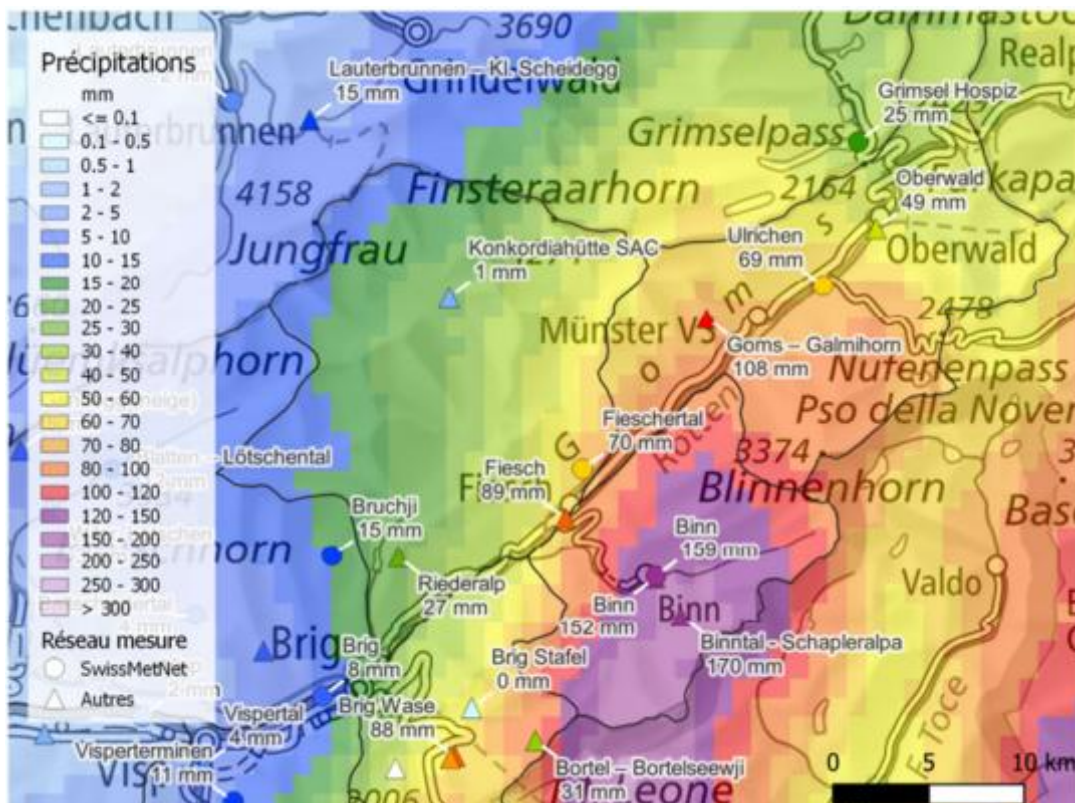 3690
Lauterbrunnen – Kl. Scheidegg
15 mm
Grindelwald
Dammastock
Realp
Précipitations
mm
<= 0.1
0.1 - 0.5
0.5 - 1
1 - 2
2 - 5
5 - 10
10 - 15
15 - 20
20 - 25
25 - 30
30 - 40
40 - 50
50 - 60
60 - 70
70 - 80
80 - 100
100 - 120
120 - 150
150 - 200
200 - 250
250 - 300
> 300
Réseau mesure
SwissMetNet
Autres
Grimsel Hospiz
25 mm
Grimselpass
4158
Finsteraarhorn
2164
Oberwald
49 mm
Jungfrau
Konkordiahütte SAC
1 mm
Ulrichen
69 mm
Oberwald
2478
Münster VS
Goms – Galmihorn
108 mm
Nufenenpass
Pso della Noven
G o m s
Rotten
Fieschertal
70 mm
3374
Lötschental
Fiesch
89 mm
Fiesch
Blinnenhorn
Bruchji
15 mm
Binn
159 mm
Riederalp
27 mm
Valdo
Binn
152 mm
Binn
Binntal - Schapleralpa
170 mm
Brig
Brig
8 mm
Brig Stafel
0 mm
Vispertal
4 mm
Brig Wase
88 mm
Visperterminen
11 mm
Visp
Bortel – Bortelseewji
31 mm
F. Toce
0 5 10 km